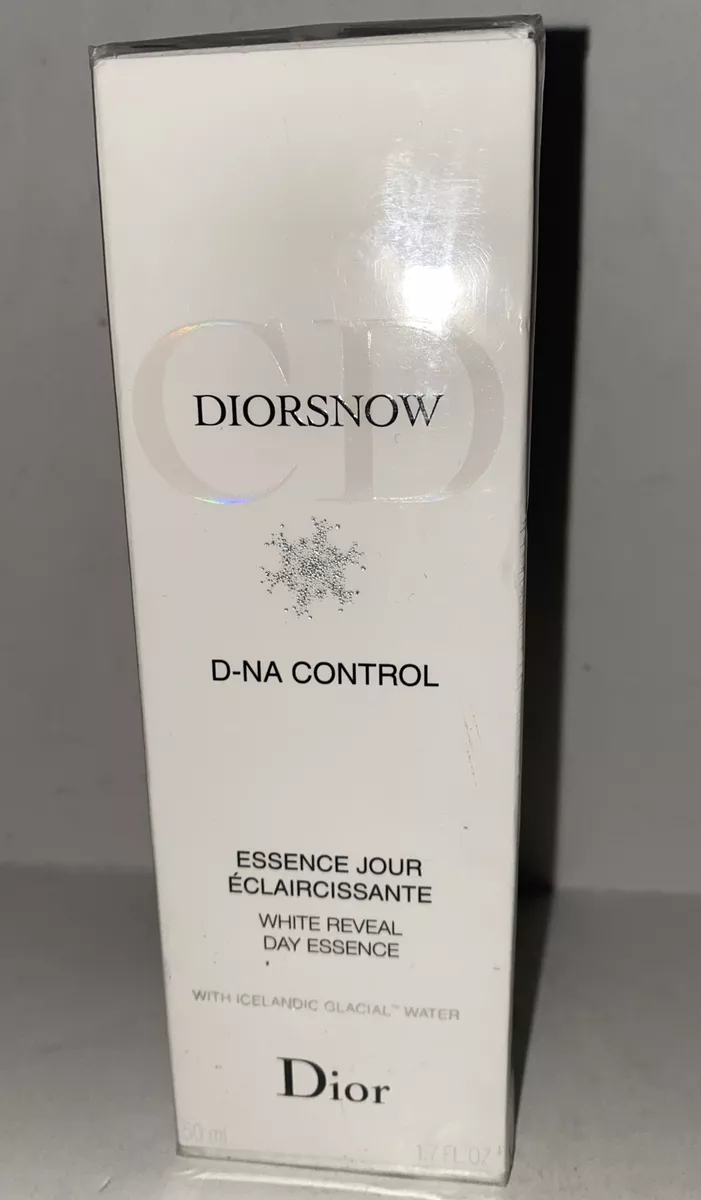 CD
DIORSNOW
D-NA CONTROL
ESSENCE JOUR
ÉCLAIRCISSANTE
WHITE REVEAL
DAY ESSENCE
WITH ICELANDIC GLACIAL™ WATER
Dior
50 ml
1.7 FL OZ